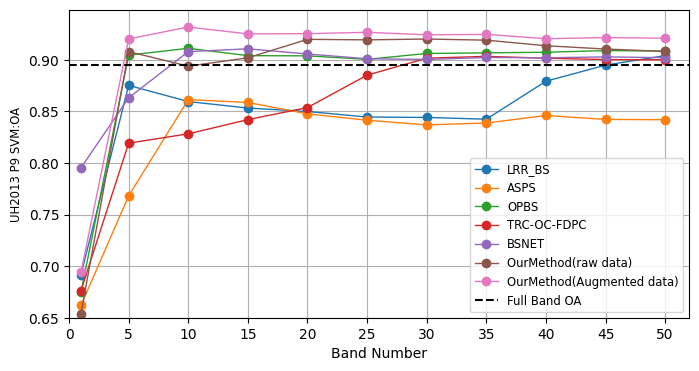 UH2013 P9 SVM:OA
0.90
0.85
0.80
0.75
0.70
0.65
0 5 10 15 20 25 30 35 40 45 50
Band Number
LRR_BS
ASPS
OPBS
TRC-OC-FDPC
BSNET
OurMethod(raw data)
OurMethod(Augmented data)
Full Band OA